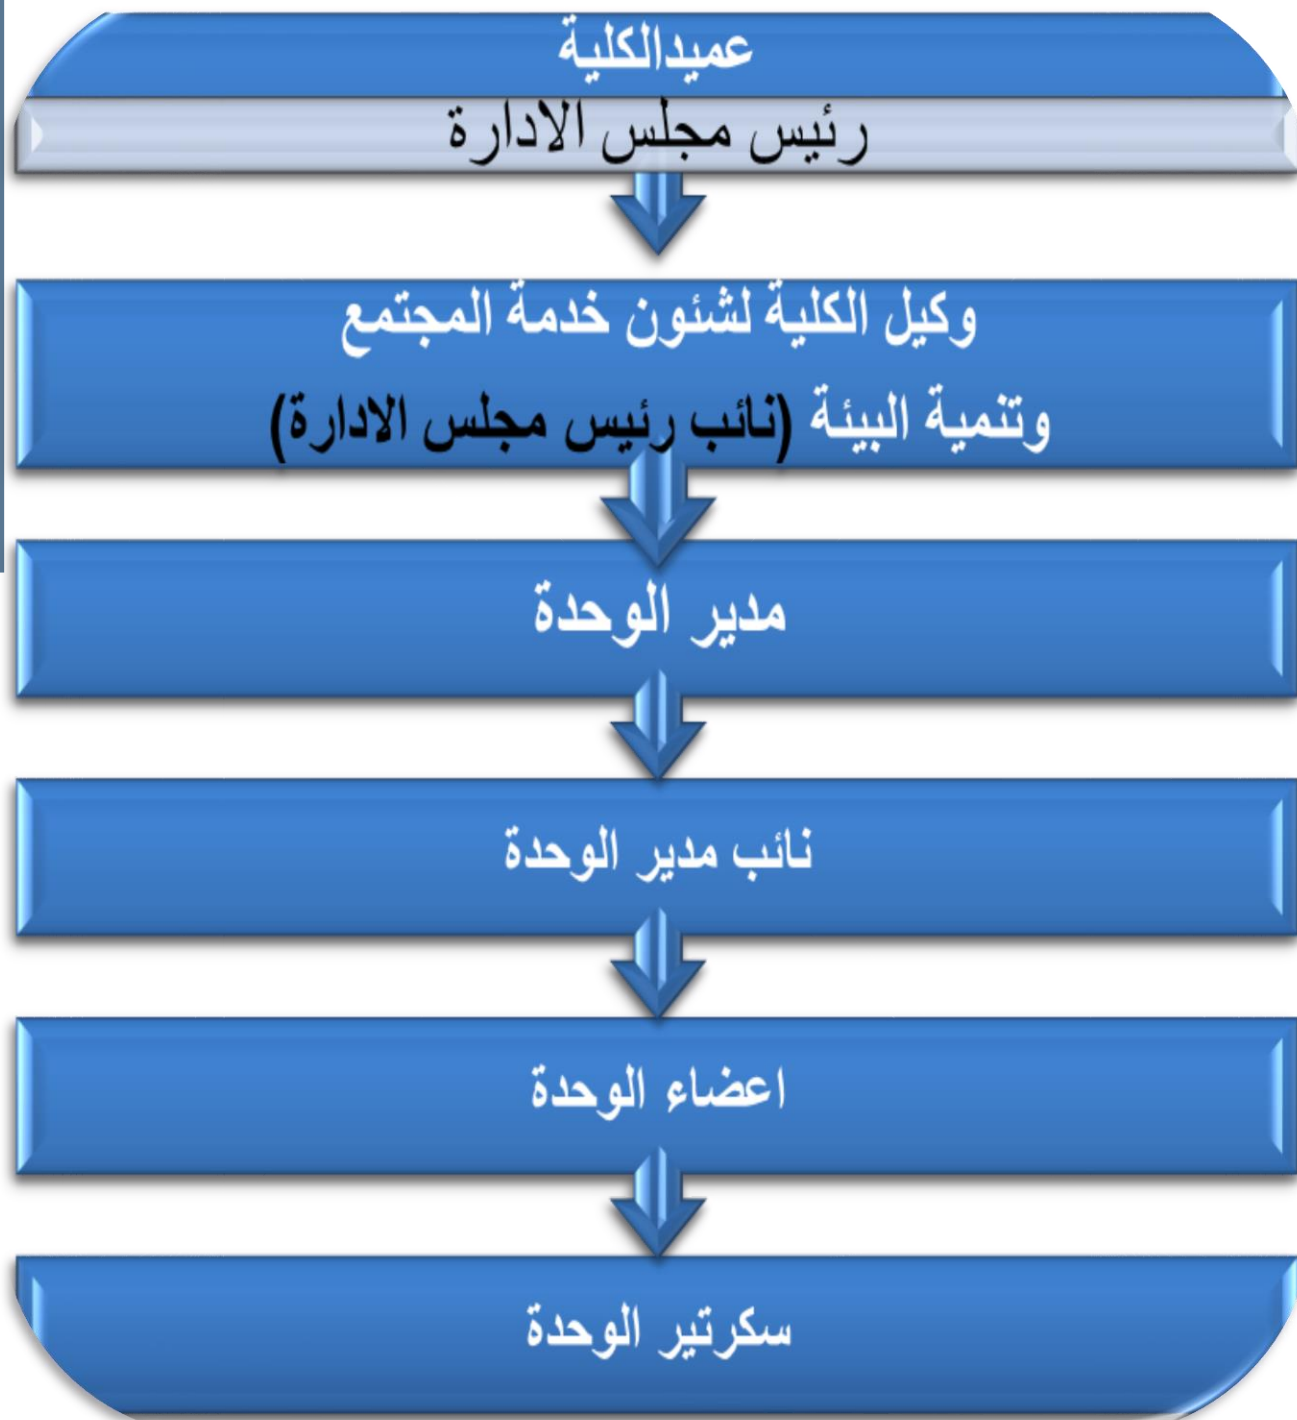 عميدالكلية
رئيس مجلس الادارة
وكيل الكلية لشئون خدمة المجتمع
وتنمية البيئة (نائب رئيس مجلس الادارة)
مدير الوحدة
نائب مدير الوحدة
اعضاء الوحدة
سكرتير الوحدة